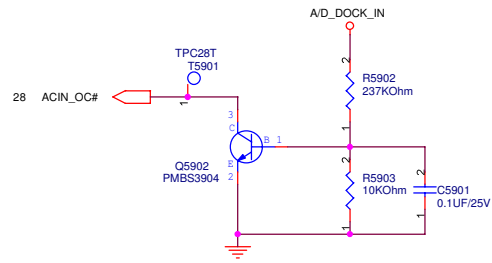 A/D_DOCK_IN
TPC28T
T5901
2
R5902
237KOhm
28 ACIN_OC#
1
3
C
1
B 1
Q5902
PMBS3904
E
2
2
R5903
10KOhm
1
2
C5901
0.1UF/25V
1